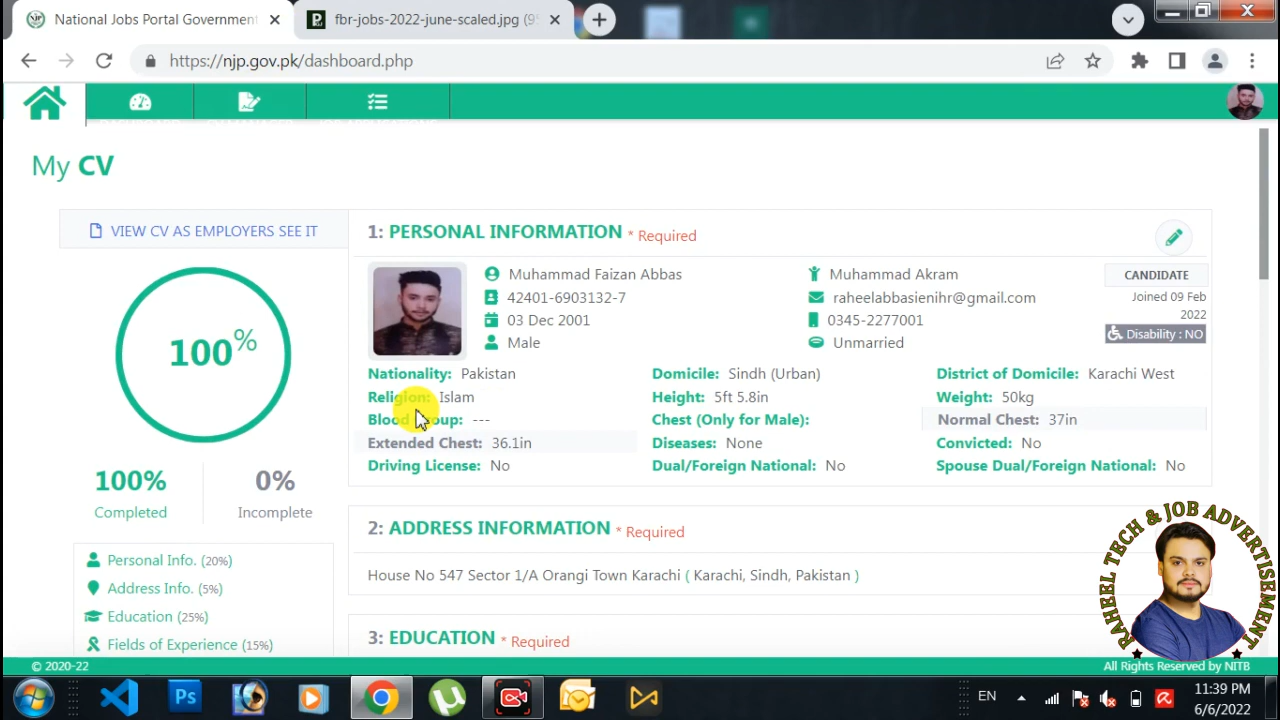 National Jobs Portal Government
fbr-jobs-2022-june-scaled.jpg (9
https://njp.gov.pk/dashboard.php
My CV
VIEW CV AS EMPLOYERS SEE IT
100%
100%
Completed
0%
Incomplete
Personal Info. (20%)
Address Info. (5%)
Education (25%)
Fields of Experience (15%)
1: PERSONAL INFORMATION * Required
Muhammad Faizan Abbas
42401-6903132-7
03 Dec 2001
Male
Muhammad Akram
raheelabbasienihr@gmail.com
0345-2277001
Unmarried
CANDIDATE
Joined 09 Feb
2022
Disability : NO
Nationality: Pakistan Domicile: Sindh (Urban) District of Domicile: Karachi West
Religion: Islam Height: 5ft 5.8in Weight: 50kg
Blood Group: --- Chest (Only for Male): Normal Chest: 37in
Extended Chest: 36.1in Diseases: None Convicted: No
Driving License: No Dual/Foreign National: No Spouse Dual/Foreign National: No
2: ADDRESS INFORMATION * Required
House No 547 Sector 1/A Orangi Town Karachi ( Karachi, Sindh, Pakistan )
3: EDUCATION * Required
RAHEEL TECH & JOB ADVERTISEMENT
© 2020-22
All Rights Reserved by NITB
Ps
EN
11:39 PM
6/6/2022